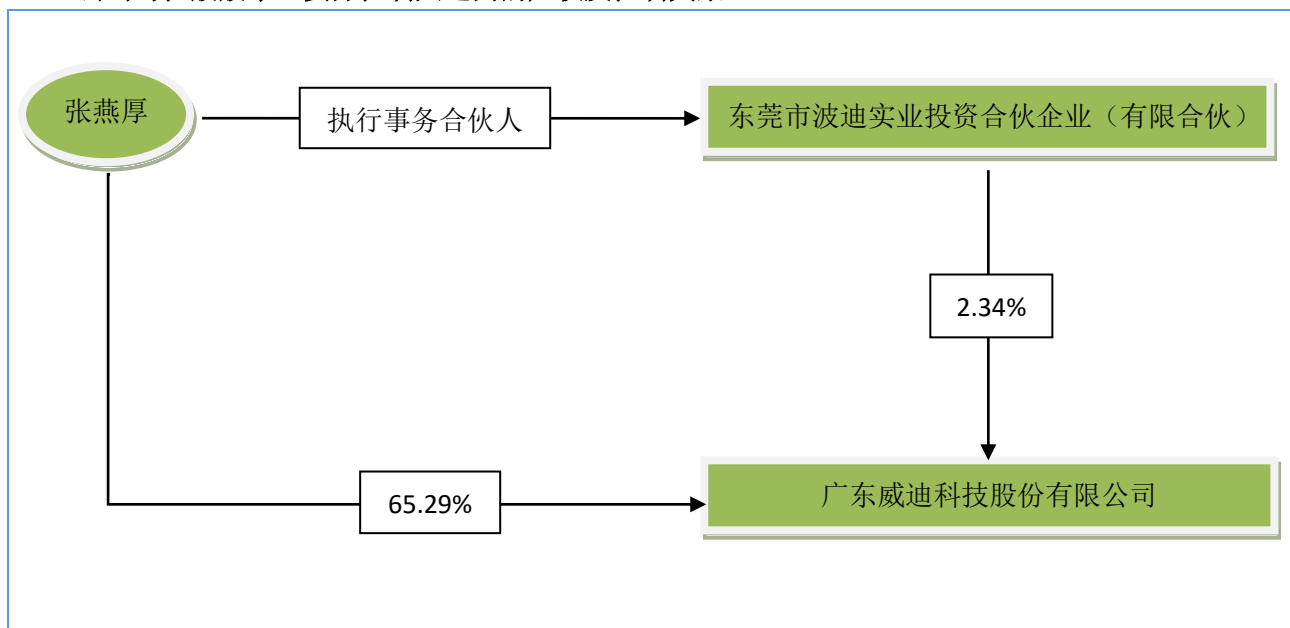 张燕厚
执行事务合伙人
东莞市波迪实业投资合伙企业（有限合伙）
2.34%
65.29%
广东威迪科技股份有限公司